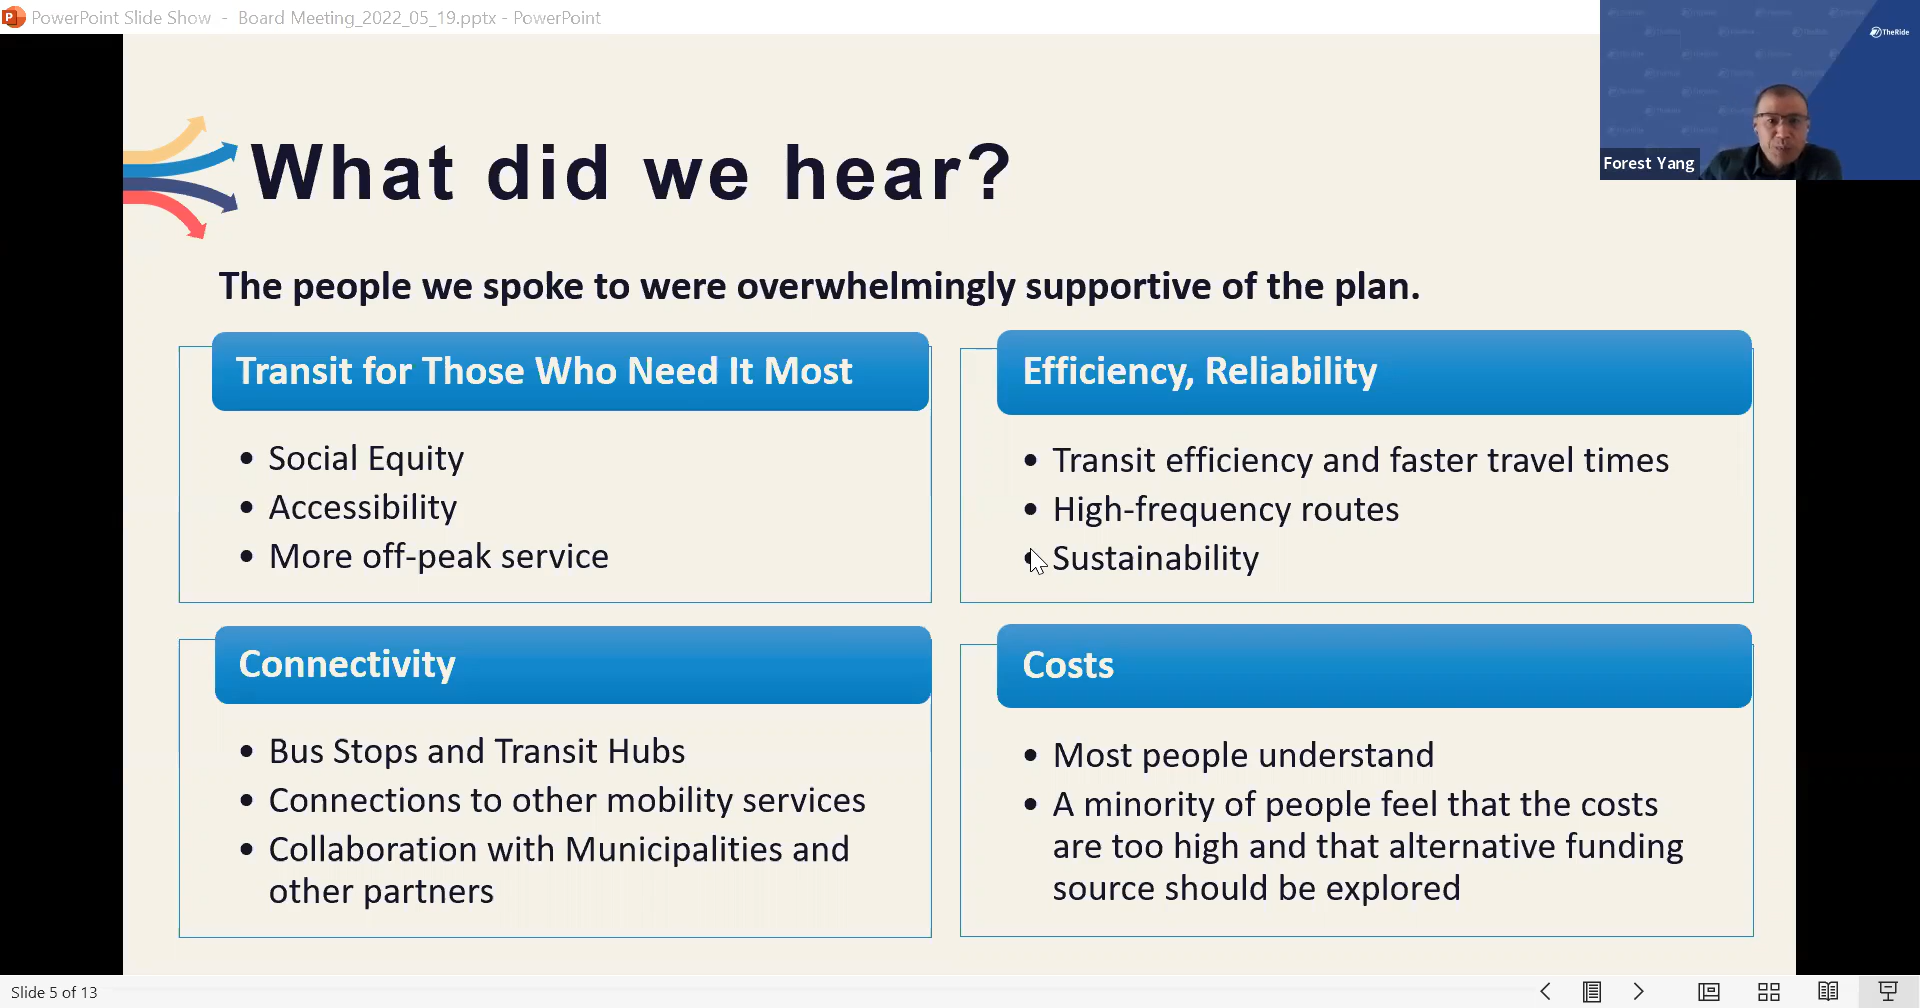 PowerPoint Slide Show - Board Meeting_2022_05_19.pptx - PowerPoint
TheRide
Forest Yang
What did we hear?
The people we spoke to were overwhelmingly supportive of the plan.
Transit for Those Who Need It Most
• Social Equity
• Accessibility
• More off-peak service
Efficiency, Reliability
• Transit efficiency and faster travel times
• High-frequency routes
• Sustainability
Connectivity
• Bus Stops and Transit Hubs
• Connections to other mobility services
• Collaboration with Municipalities and
other partners
Costs
• Most people understand
• A minority of people feel that the costs
are too high and that alternative funding
source should be explored
Slide 5 of 13